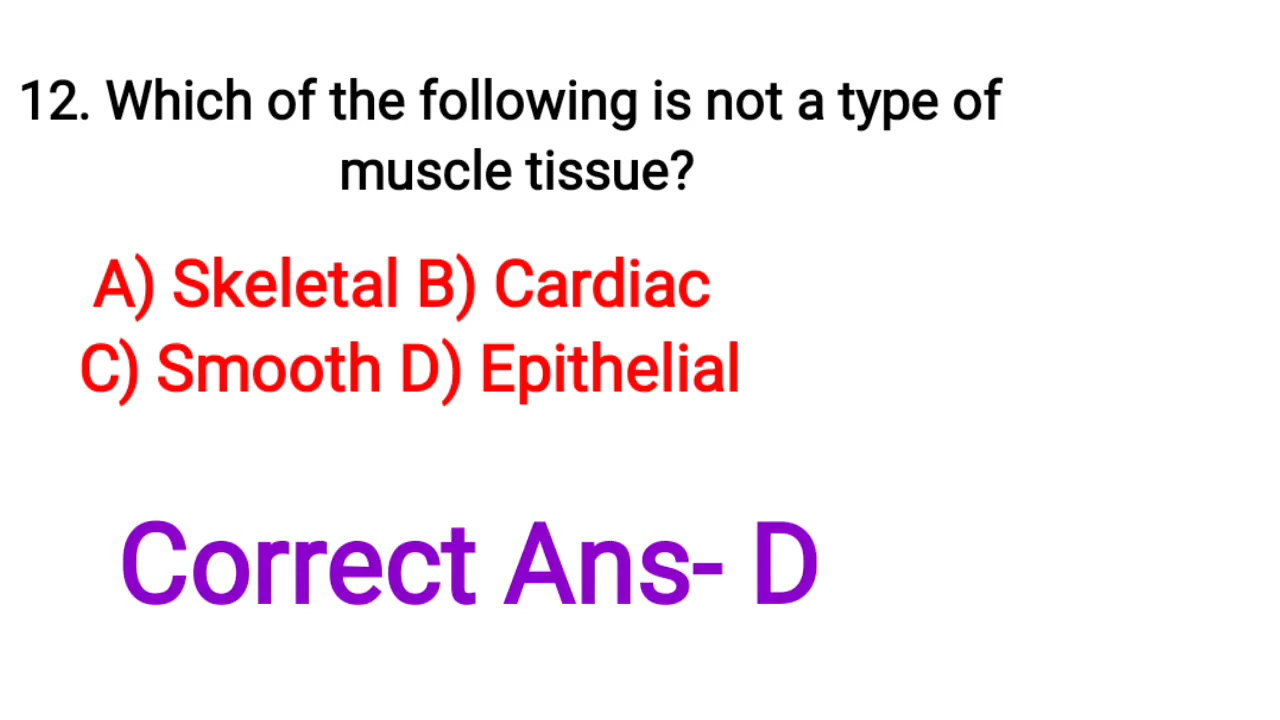 12. Which of the following is not a type of
muscle tissue?
A) Skeletal B) Cardiac
C) Smooth D) Epithelial
Correct Ans- D